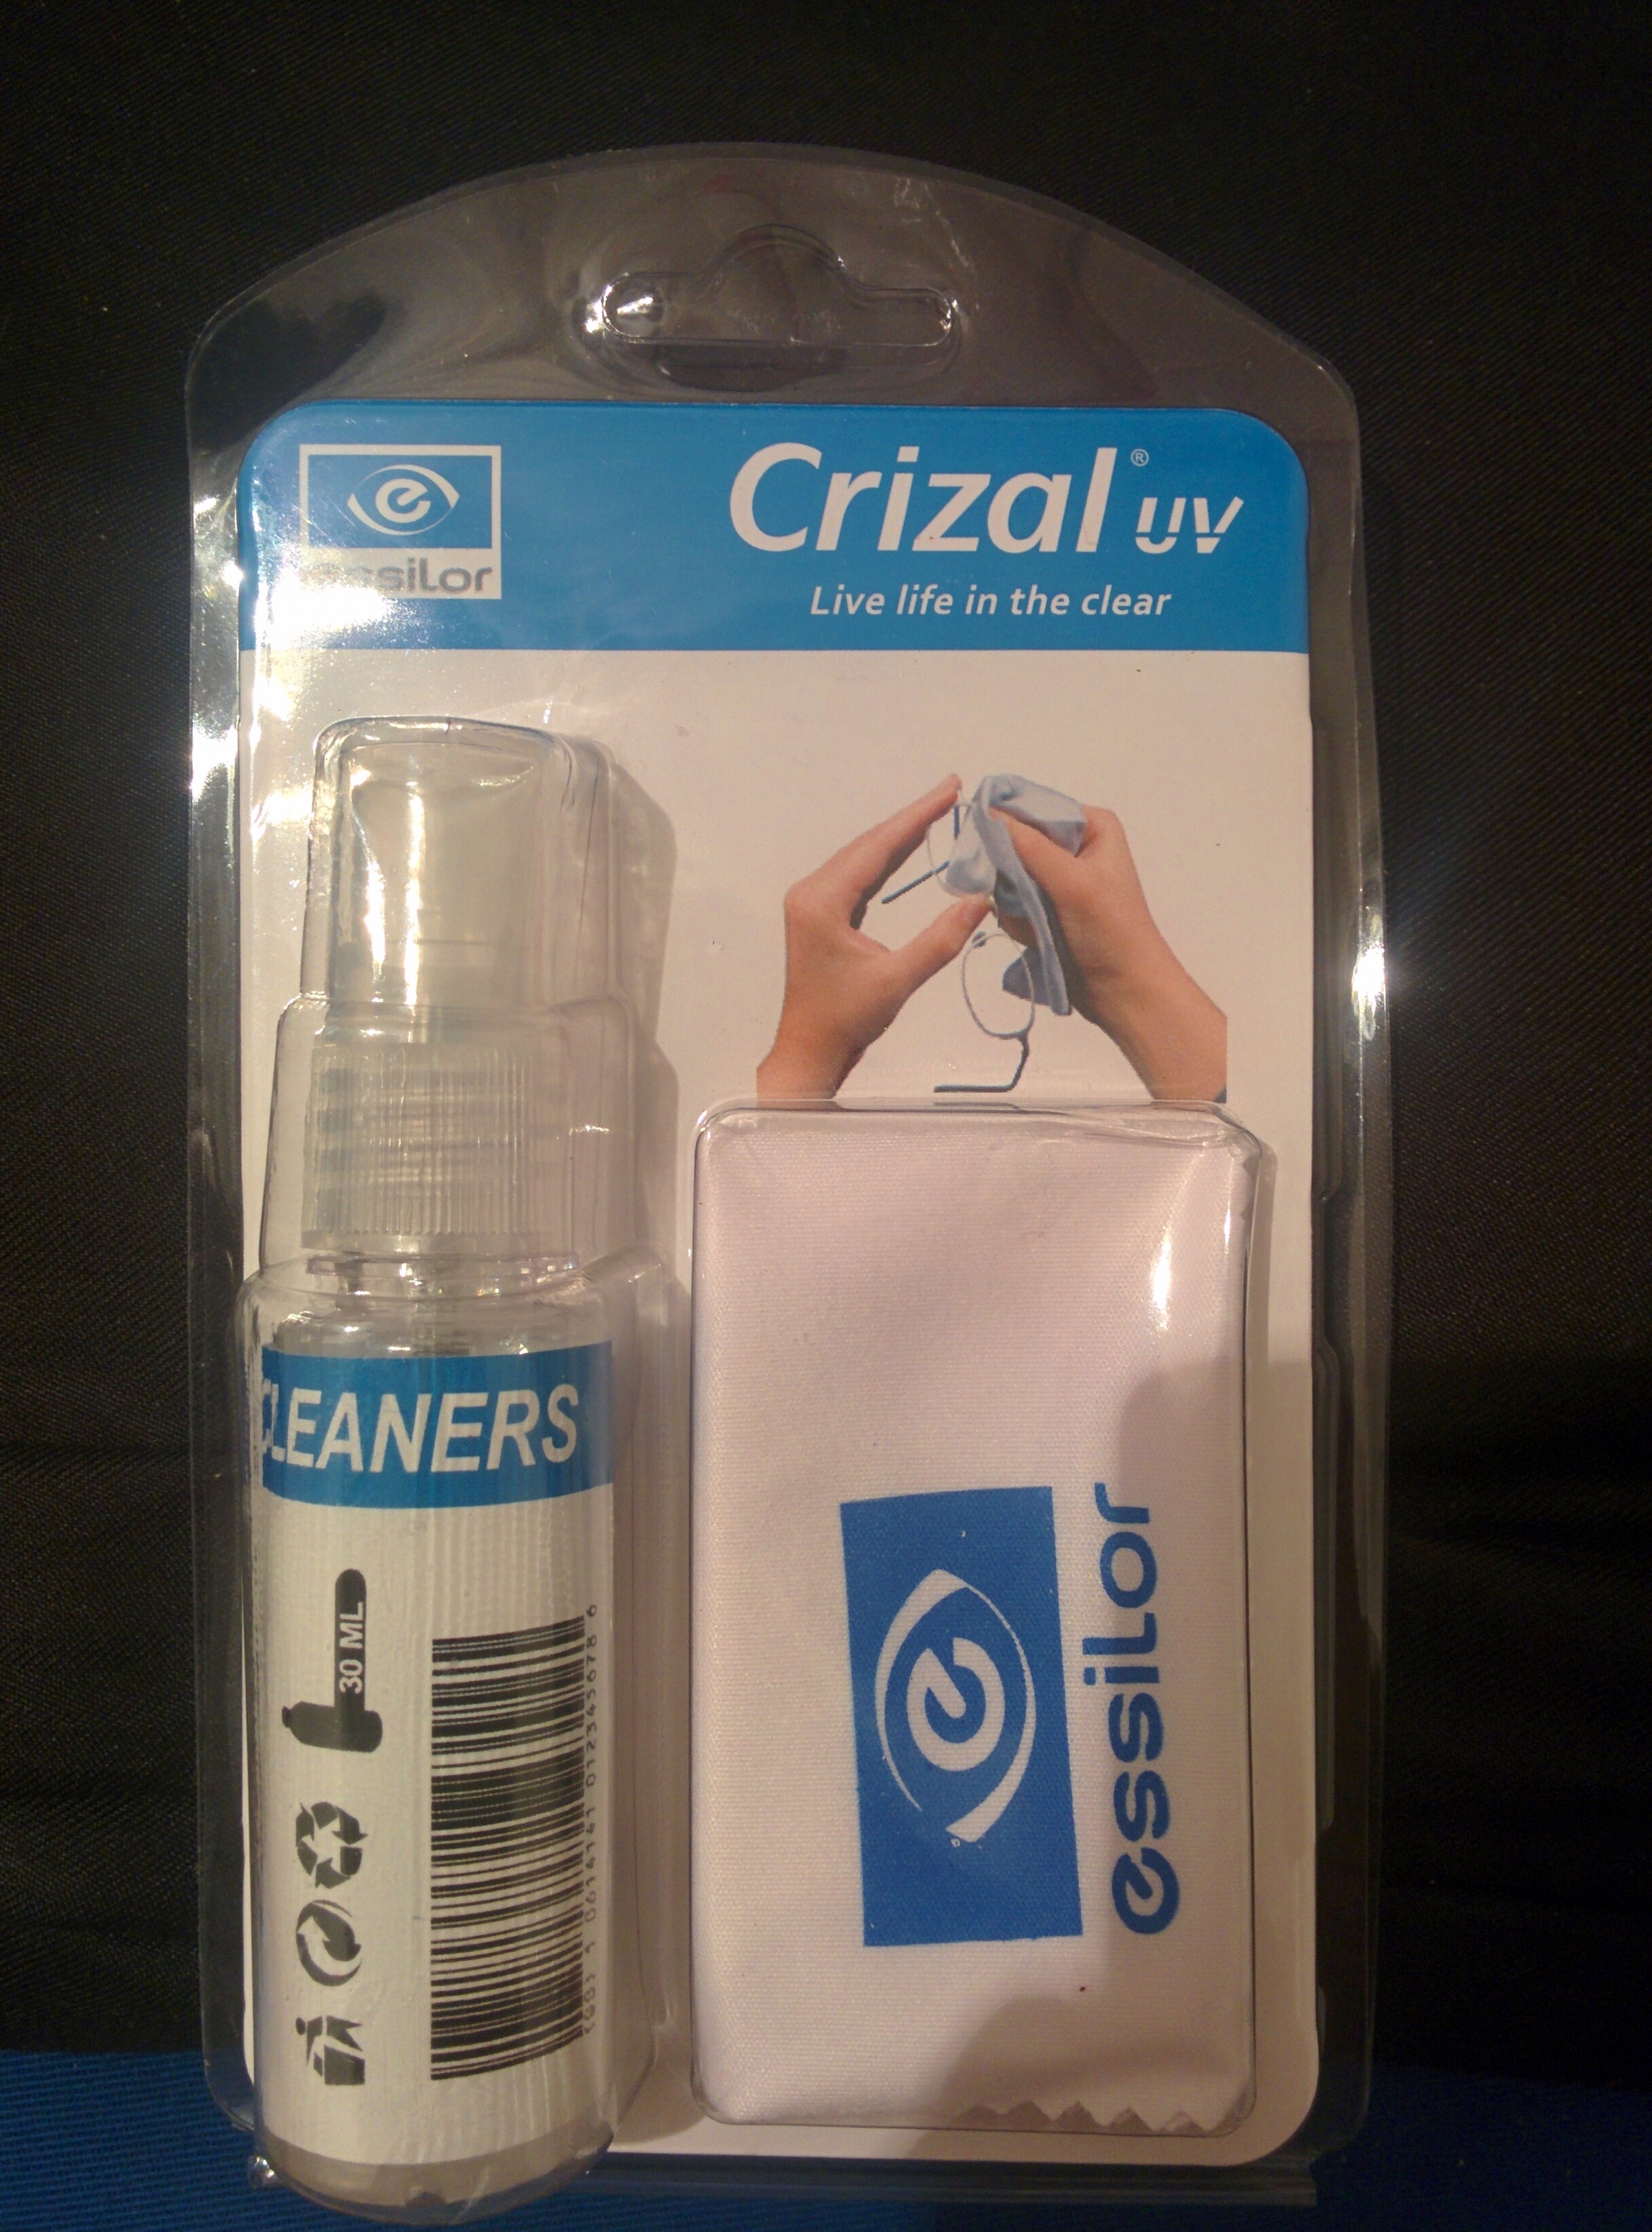 essiLor
Crizal® UV
Live life in the clear
CLEANERS
30 ML
essiLor